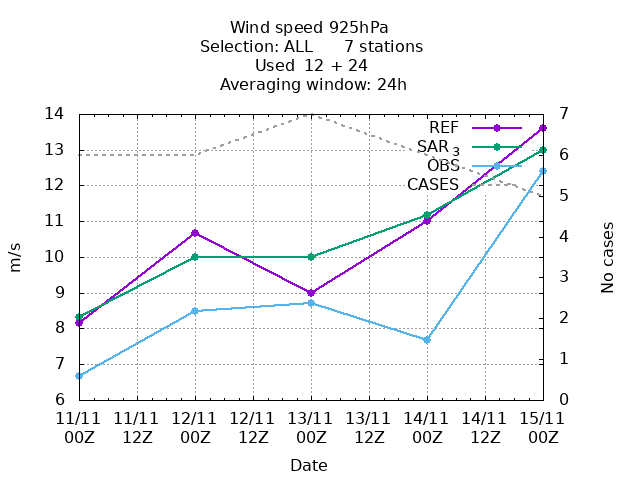 Wind speed 925hPa
Selection: ALL 7 stations
Used 12 + 24
Averaging window: 24h
14
13
12
11
10
9
8
7
6
m/s
7
6
5
4
3
2
1
0
No cases
REF
SAR 3
OBS
CASES
11/11 11/11 12/11 12/11 13/11 13/11 14/11 14/11 15/11
00Z 12Z 00Z 12Z 00Z 12Z 00Z 12Z 00Z
Date